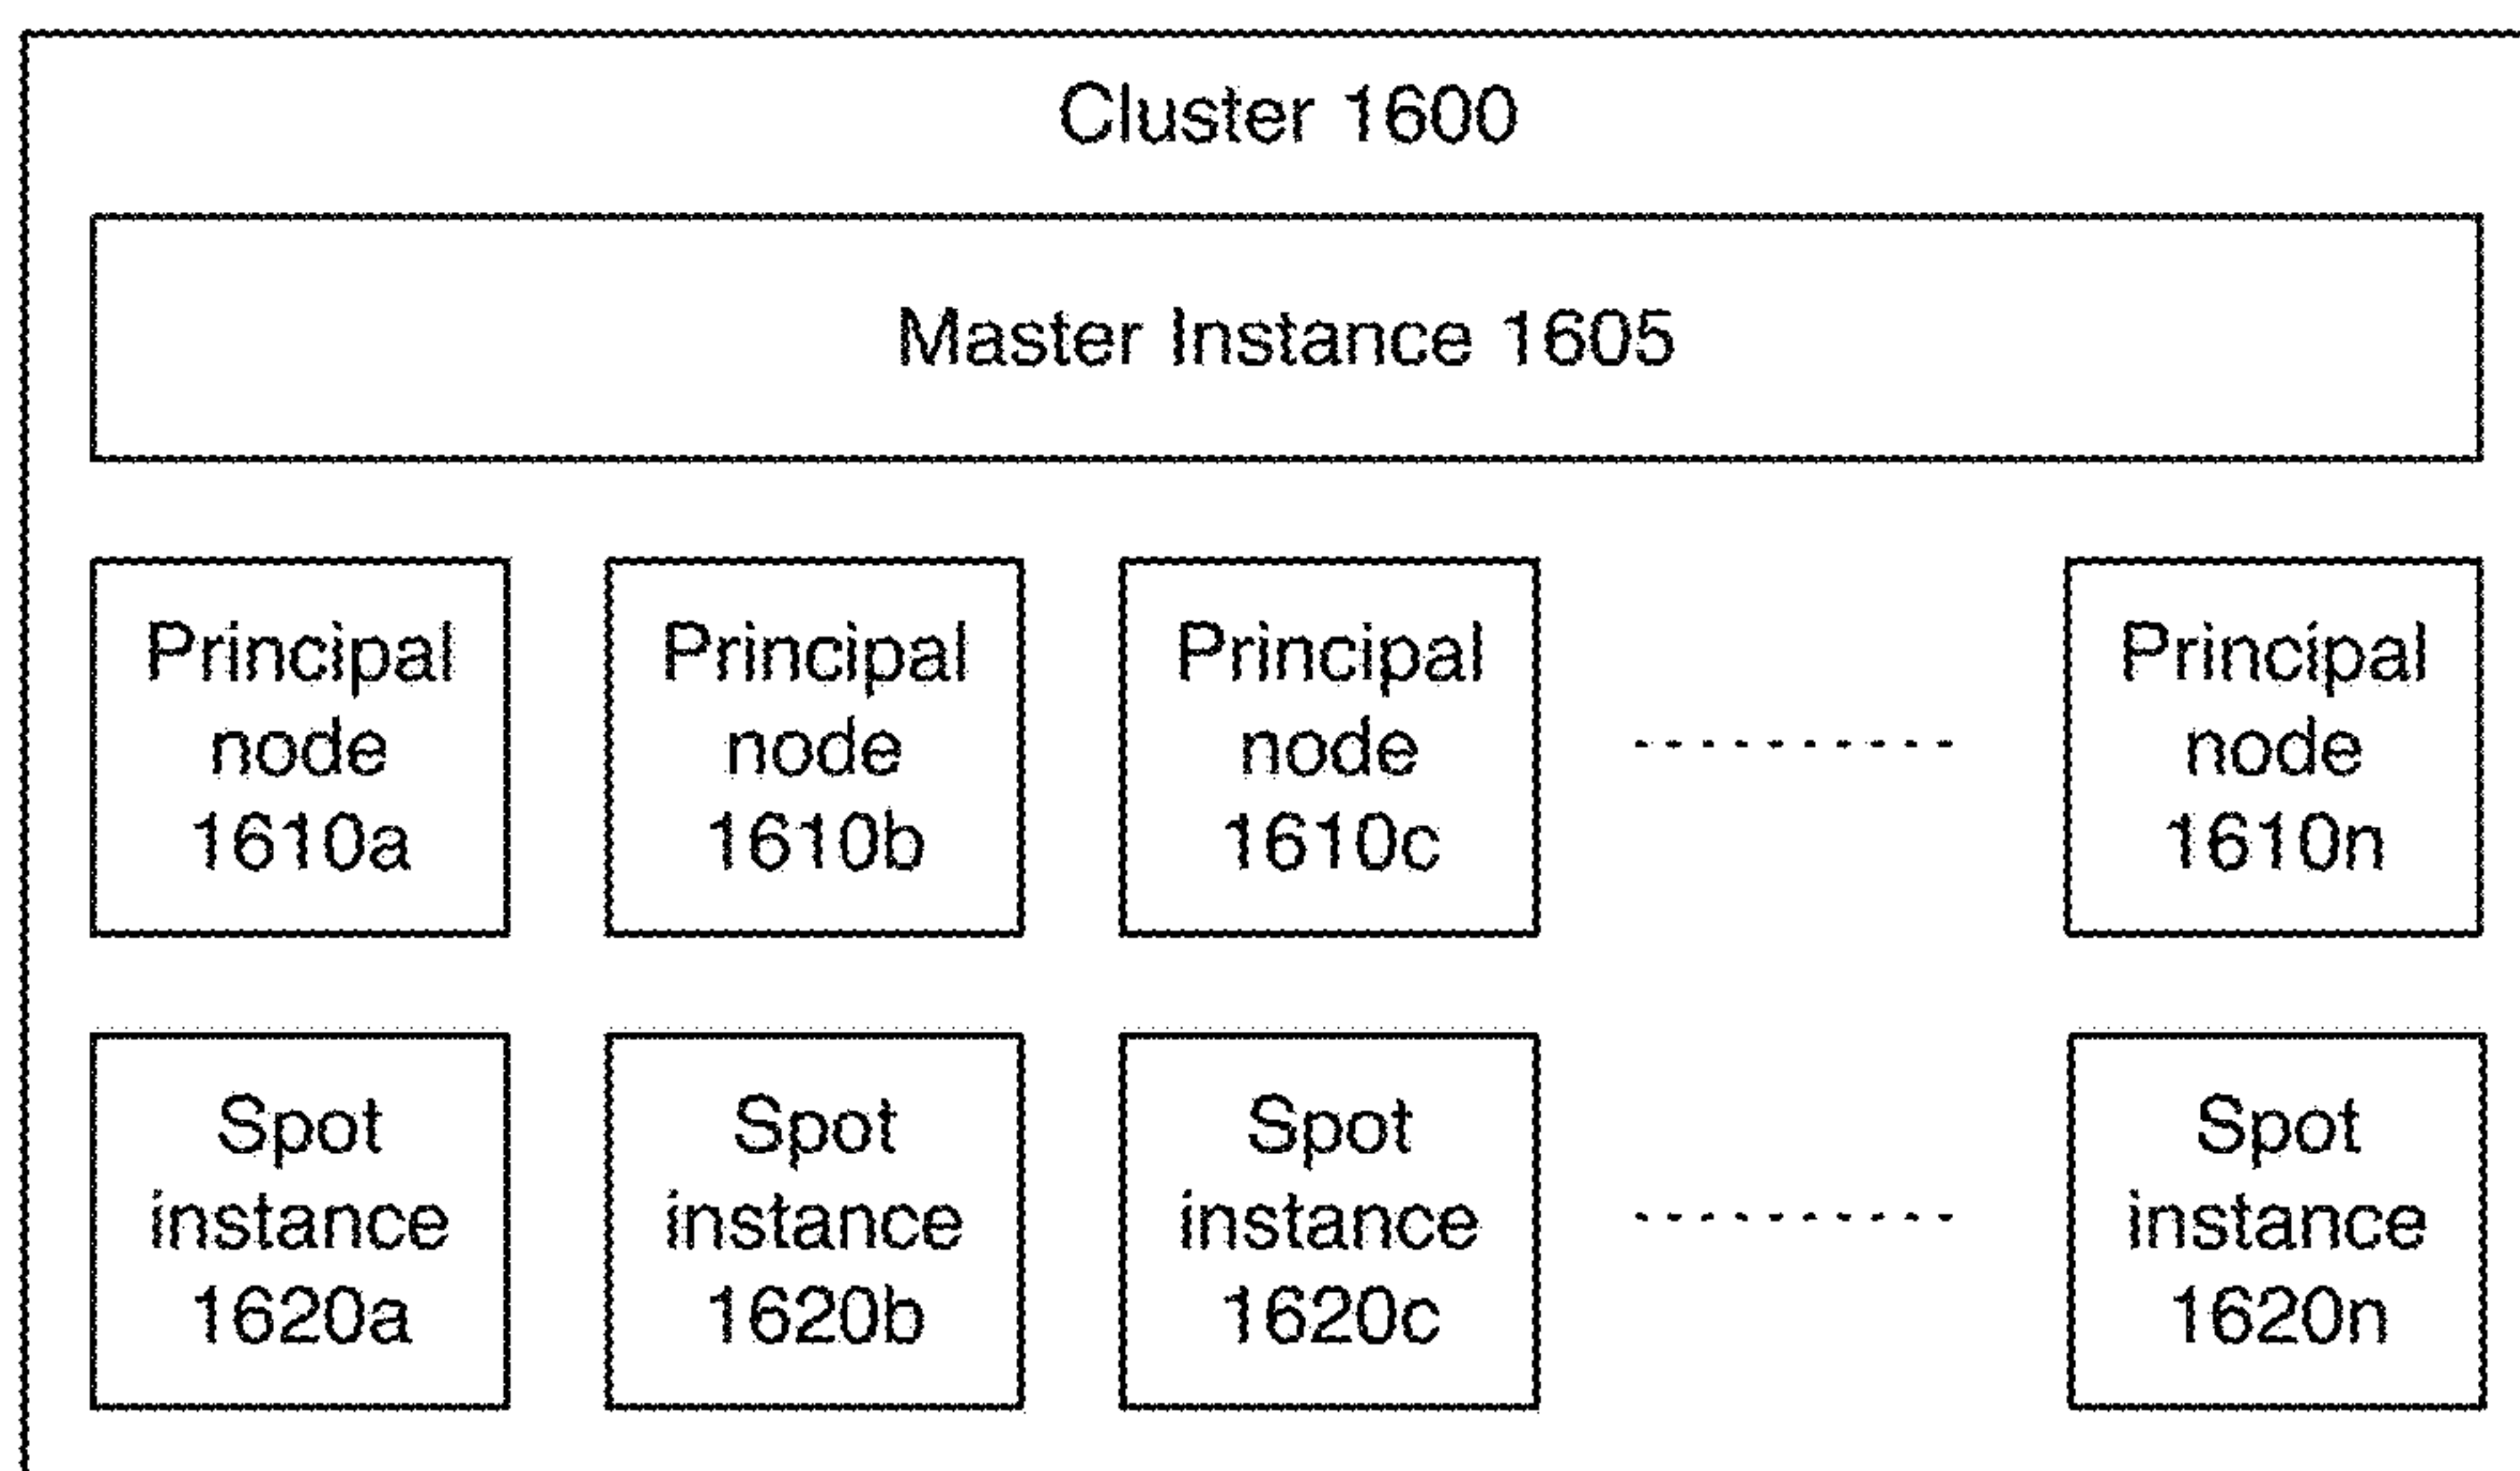 Cluster 1600
Master Instance 1605
Principal
node
1610a
Principal
node
1610b
Principal
node
1610c
Principal
node
1610n
Spot
instance
1620a
Spot
instance
1620b
Spot
instance
1620c
Spot
instance
1620n